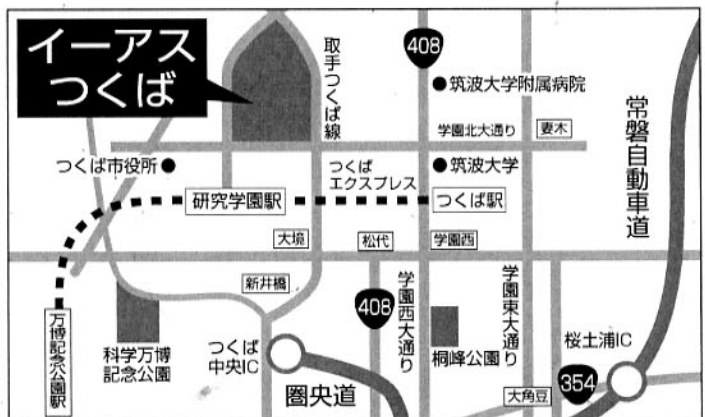 イーアス
つくば
取手つくば線
408
筑波大学附属病院
学園北大通り
妻木
常磐自動車道
つくば市役所
つくば
エクスプレス
筑波大学
研究学園駅
つくば駅
大境
松代
学園西
新井橋
万博記念公園駅
科学万博
記念公園
つくば
中央IC
圏央道
408
学園西大通り
桐峰公園
学園東大通り
桜土浦IC
354
大角豆